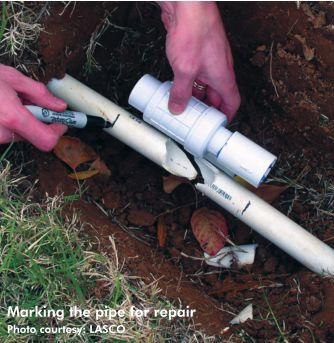 Marking the pipe for repair
Photo courtesy: LASCO